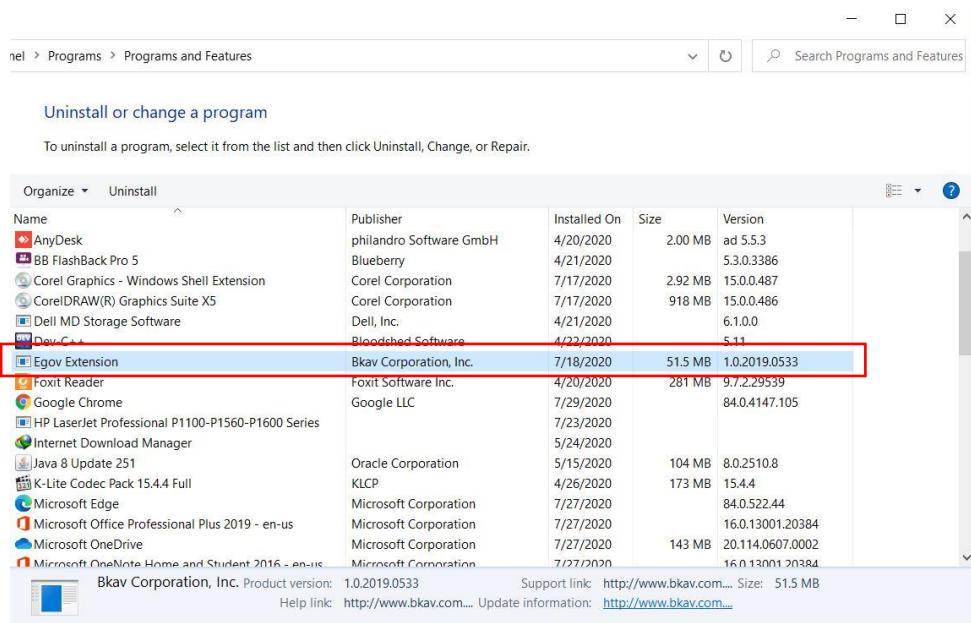 nel > Programs > Programs and Features Search Programs and Features
Uninstall or change a program
To uninstall a program, select it from the list and then click Uninstall, Change, or Repair.
Organize Uninstall ?
Name Publisher Installed On Size Version
AnyDesk philandro Software GmbH 4/20/2020 2.00 MB ad 5.5.3
BB FlashBack Pro 5 Blueberry 4/21/2020 5.3.0.3386
Corel Graphics - Windows Shell Extension Corel Corporation 7/17/2020 2.92 MB 15.0.0.487
CorelDRAW(R) Graphics Suite X5 Corel Corporation 7/17/2020 918 MB 15.0.0.486
Dell MD Storage Software Dell, Inc. 4/21/2020 6.1.0.0
Dev-C++ Bloodshed Software 4/22/2020 5.11
Egov Extension Bkav Corporation, Inc. 7/18/2020 51.5 MB 1.0.2019.0533
Foxit Reader Foxit Software Inc. 4/20/2020 281 MB 9.7.2.29539
Google Chrome Google LLC 7/29/2020 84.0.4147.105
HP LaserJet Professional P1100-P1560-P1600 Series 7/23/2020
Internet Download Manager 5/24/2020
Java 8 Update 251 Oracle Corporation 5/15/2020 104 MB 8.0.2510.8
K-Lite Codec Pack 15.4.4 Full KLCP 4/26/2020 173 MB 15.4.4
Microsoft Edge Microsoft Corporation 7/27/2020 84.0.522.44
Microsoft Office Professional Plus 2019 - en-us Microsoft Corporation 7/27/2020 16.0.13001.20384
Microsoft OneDrive Microsoft Corporation 7/27/2020 143 MB 20.114.0607.0002
Microsoft OneNote Home and Student 2016 - en-us Microsoft Corporation 7/27/2020 16.0.13001.20384
Bkav Corporation, Inc. Product version: 1.0.2019.0533 Support link: http://www.bkav.com.... Size: 51.5 MB
Help link: http://www.bkav.com.... Update information: http://www.bkav.com....